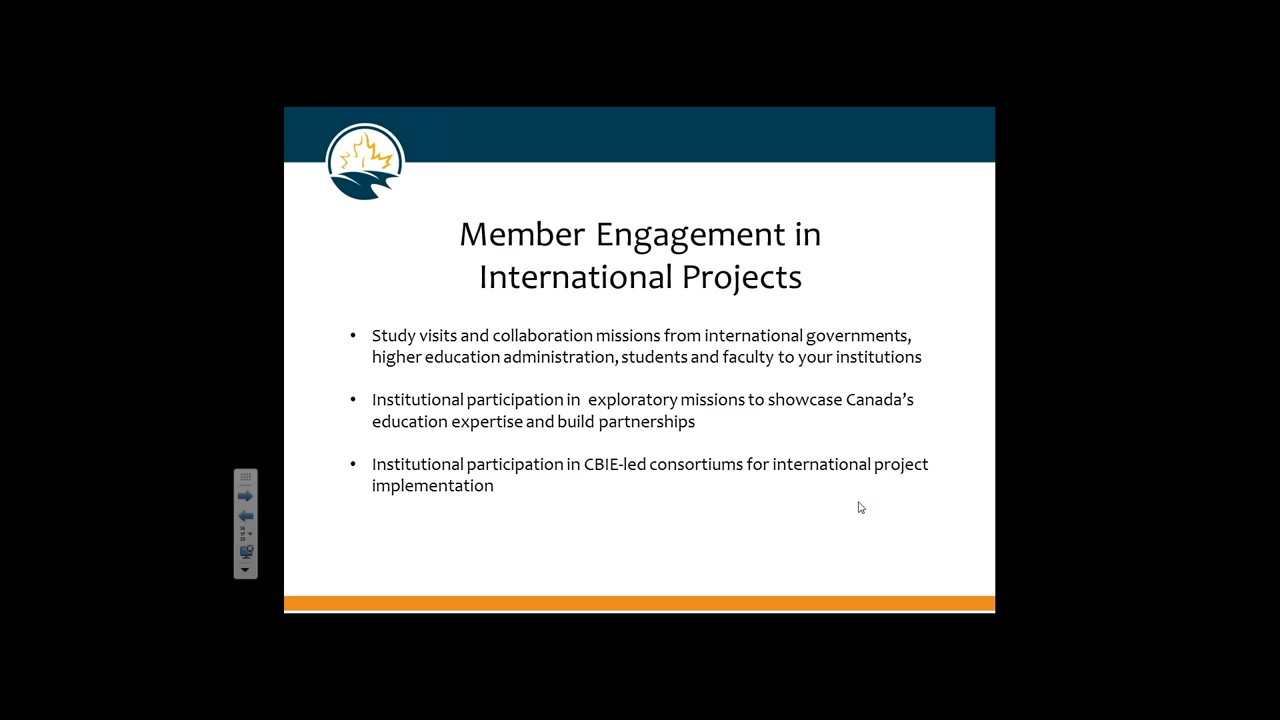 Member Engagement in
International Projects
• Study visits and collaboration missions from international governments,
higher education administration, students and faculty to your institutions
• Institutional participation in  exploratory missions to showcase Canada’s
education expertise and build partnerships
• Institutional participation in CBIE-led consortiums for international project
implementation